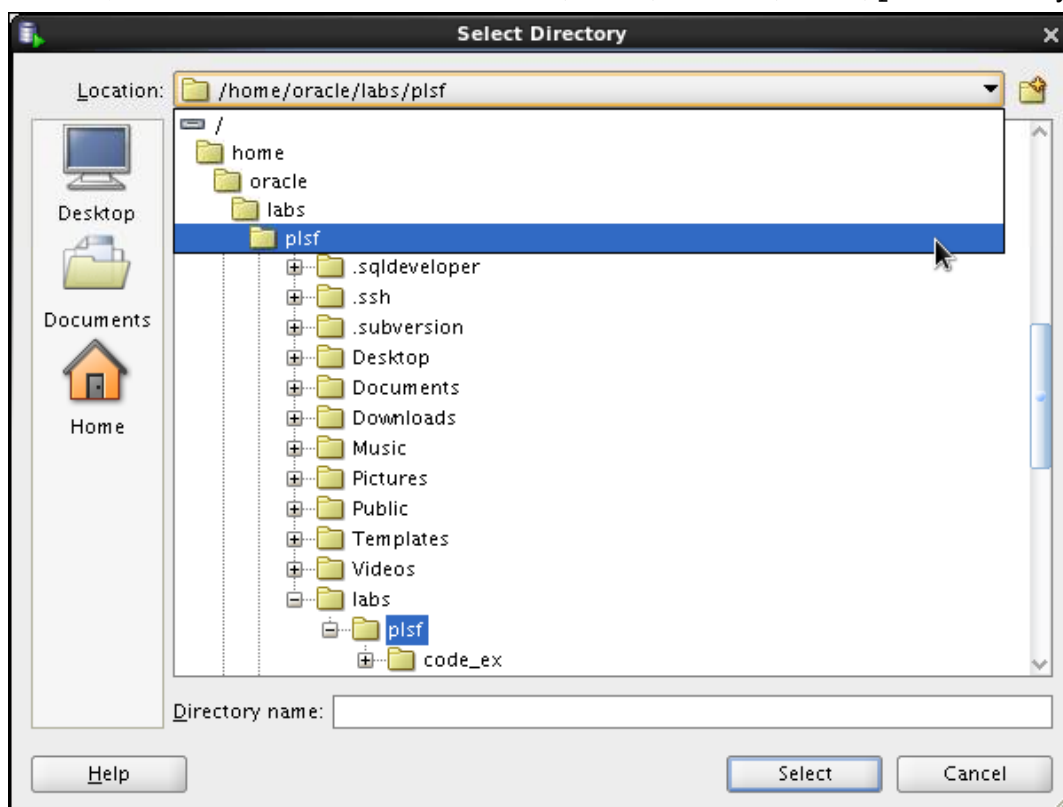 Select Directory
Location: /home/oracle/labs/plsf
/
home
oracle
labs
plsf
Desktop
Documents
Home
.sqldeveloper
.ssh
.subversion
Desktop
Documents
Downloads
Music
Pictures
Public
Templates
Videos
labs
plsf
code_ex
Directory name:
Help Select Cancel